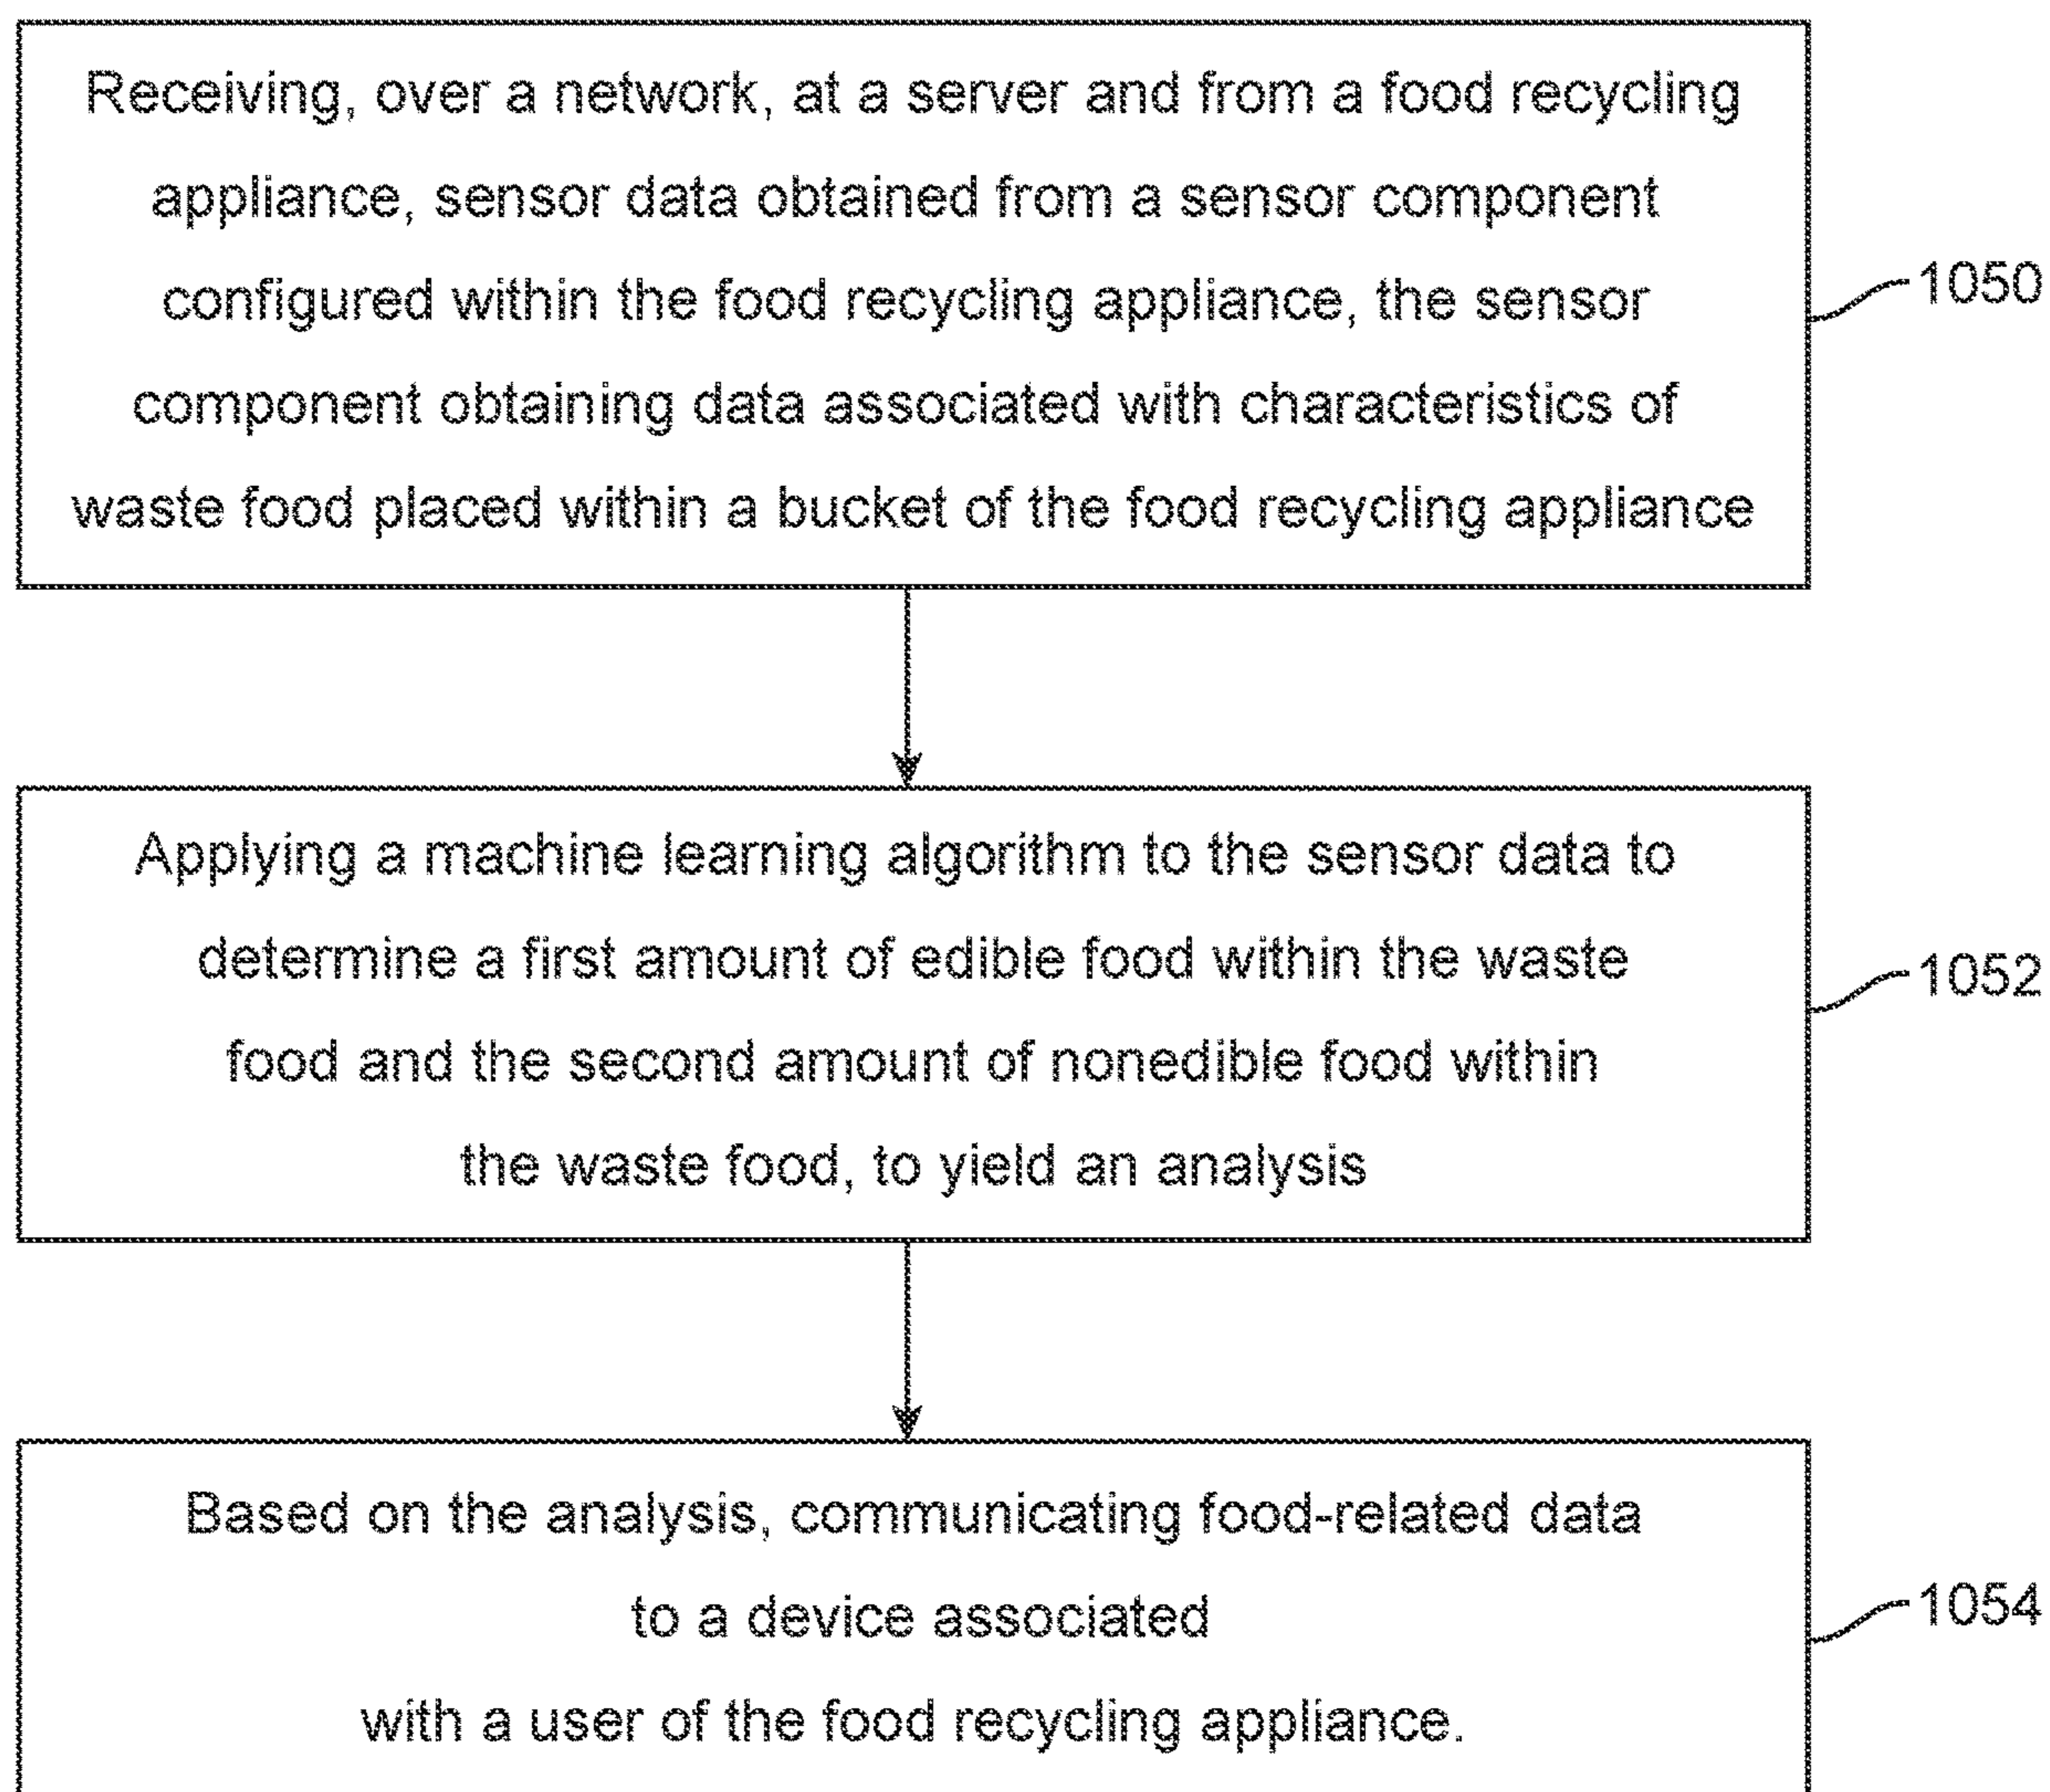 Receiving, over a network, at a server and from a food recycling
appliance, sensor data obtained from a sensor component
configured within the food recycling appliance, the sensor
component obtaining data associated with characteristics of
waste food placed within a bucket of the food recycling appliance
1050
Applying a machine learning algorithm to the sensor data to
determine a first amount of edible food within the waste
food and the second amount of nonedible food within
the waste food, to yield an analysis
1052
Based on the analysis, communicating food-related data
to a device associated
with a user of the food recycling appliance.
1054